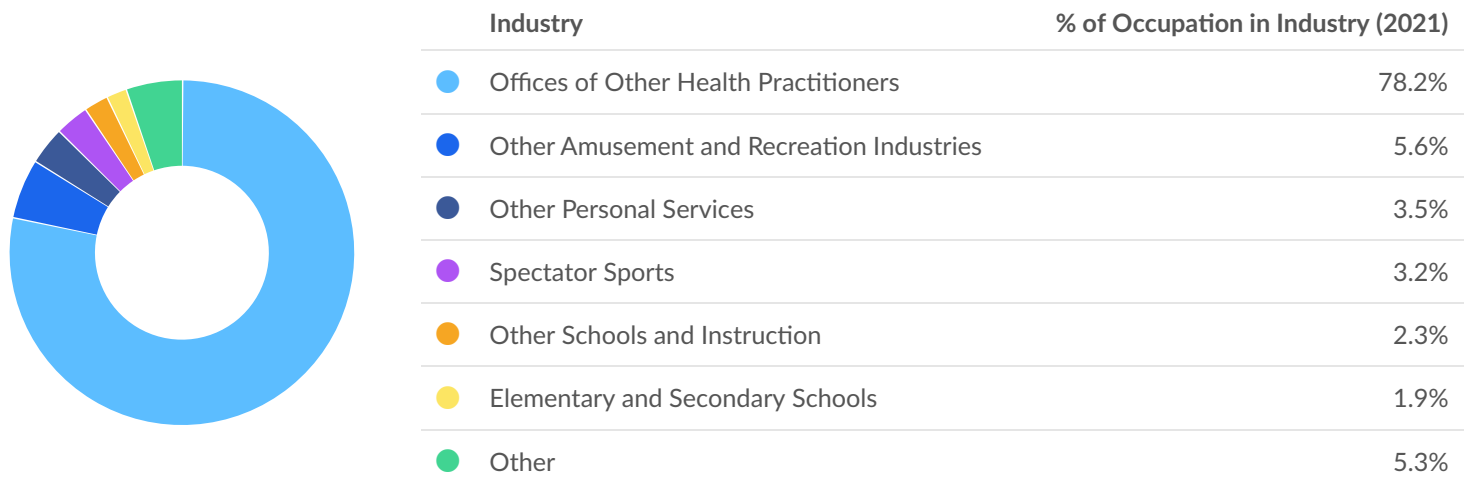 Industry % of Occupation in Industry (2021)
Offices of Other Health Practitioners 78.2%
Other Amusement and Recreation Industries 5.6%
Other Personal Services 3.5%
Spectator Sports 3.2%
Other Schools and Instruction 2.3%
Elementary and Secondary Schools 1.9%
Other 5.3%